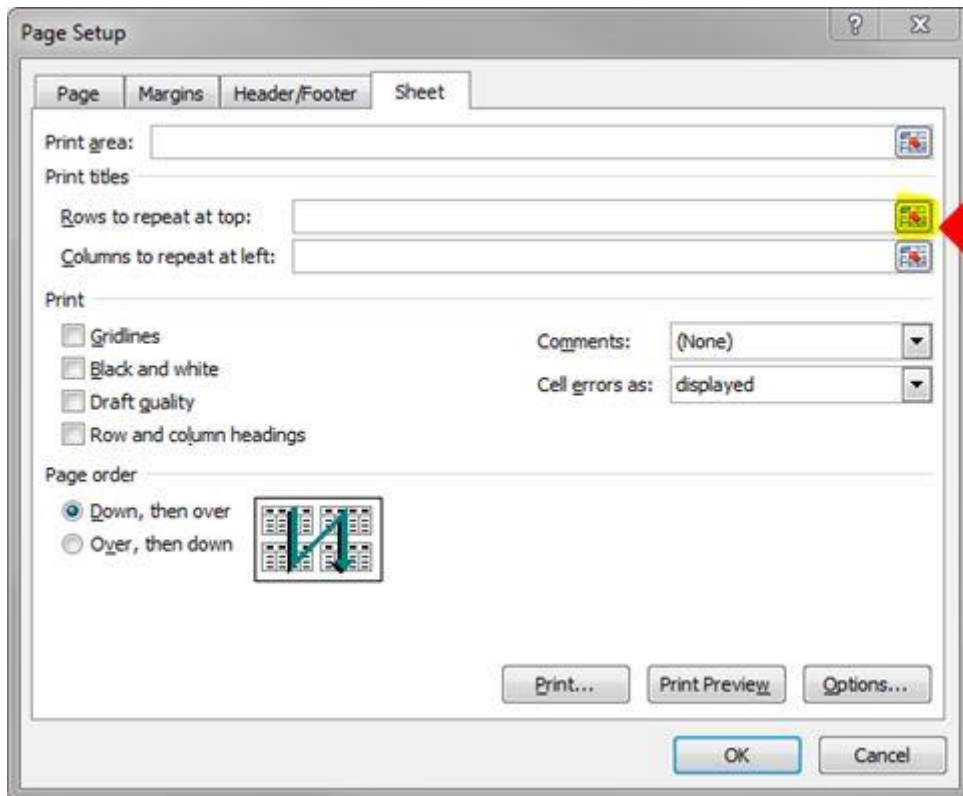 Page Setup
Page Margins Header/Footer Sheet
Print area:
Print titles
Rows to repeat at top:
Columns to repeat at left:
Print
Gridlines
Comments: (None)
Black and white
Cell errors as: displayed
Draft quality
Row and column headings
Page order
Down, then over
Over, then down
Print... Print Preview Options...
OK Cancel